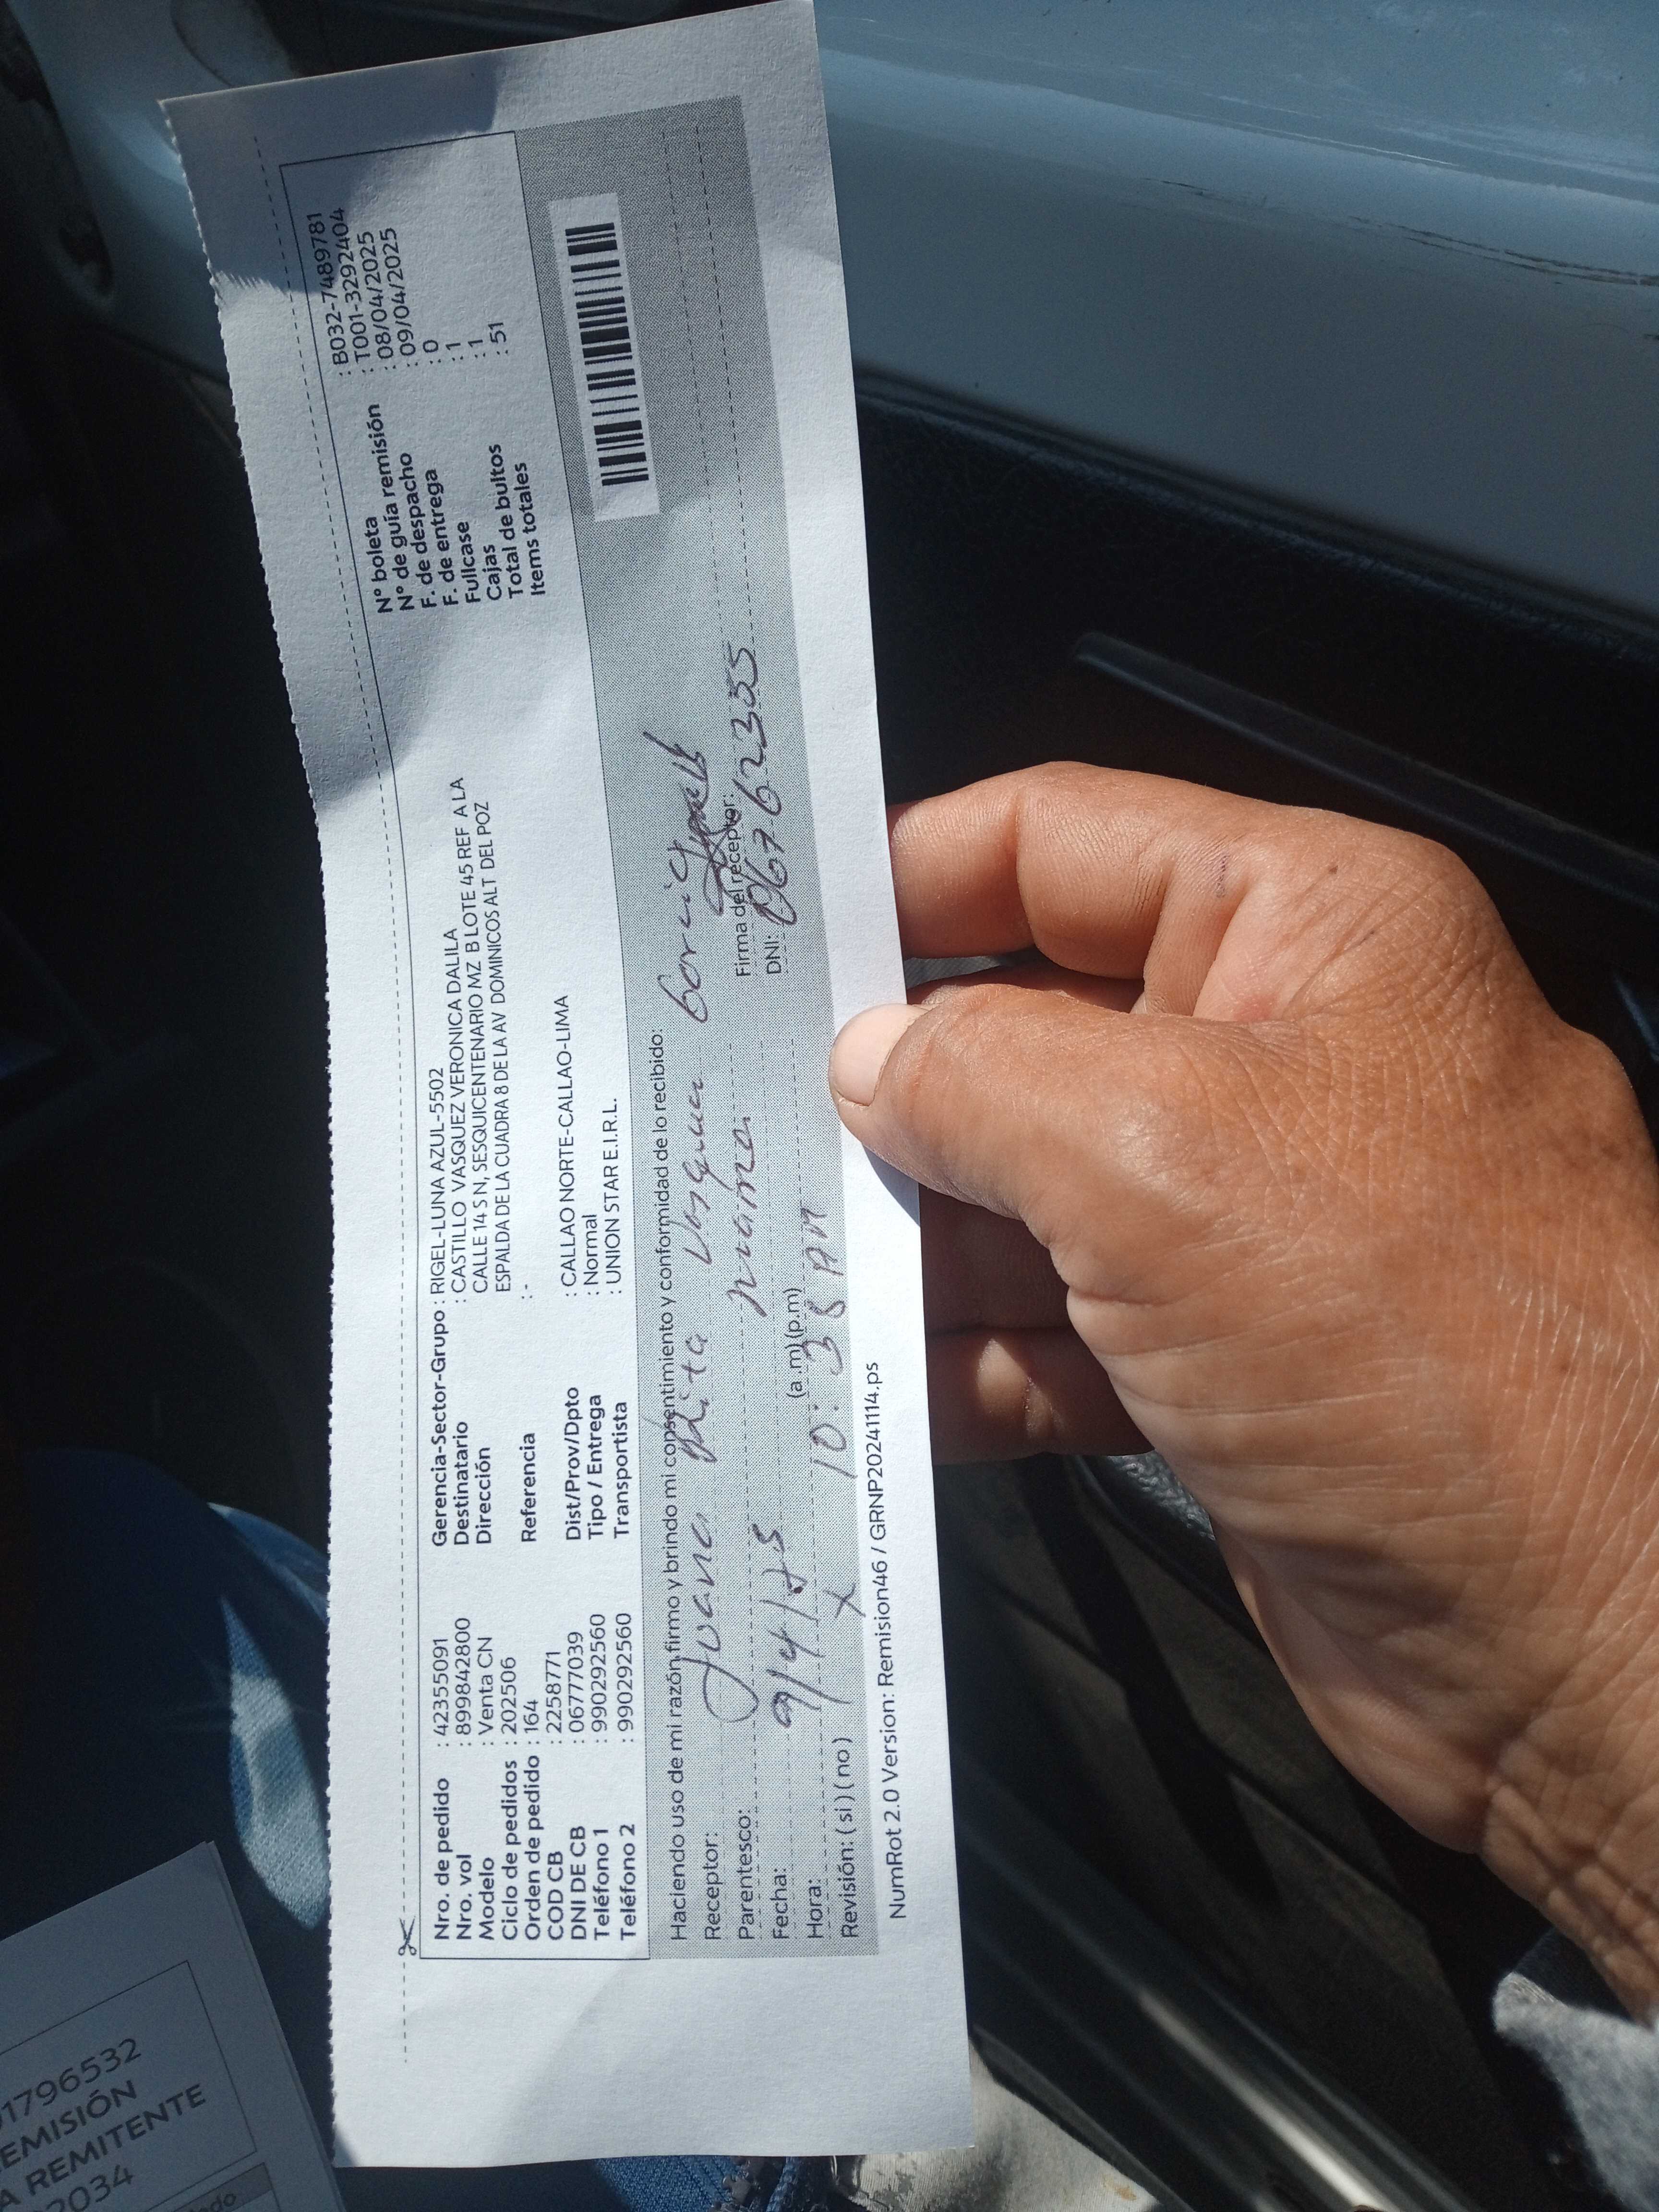 Nro. de pedido : 42355091
Nro. vol : 899842800
Modelo : Venta CN
Ciclo de pedidos : 202506
Orden de pedido : 164
COD CB : 2258771
DNI DE CB : 06777039
Teléfono 1 : 990292560
Teléfono 2 : 990292560
Gerencia-Sector-Grupo : RIGEL-LUNA AZUL-5502
Destinatario : CASTILLO VASQUEZ VERONICA DALILA
Dirección CALLE 14 S N, SESQUICENTENARIO MZ B LOTE 45 REF A LA
ESPALDA DE LA CUADRA 8 DE LA AV DOMINICOS ALT DEL POZ
Referencia : -
Dist/Prov/Dpto : CALLAO NORTE-CALLAO-LIMA
Tipo / Entrega : Normal
Transportista : UNION STAR E.I.R.L.
N° boleta : B032-7489781
N° de guía remisión : T001-3292404
F. de despacho : 08/04/2025
F. de entrega : 09/04/2025
Fullcase : 0
Cajas : 1
Total de bultos : 1
Items totales : 51
Haciendo uso de mi razón, firmo y brindo mi consentimiento y conformidad de lo recibido:
Receptor: Juana Rita
Parentesco: mama
Firma del receptor:
Fecha: 9/4/25
DNI: 06762355
Hora: 10:38 AM (a.m) (p.m)
Revisión: ( si ) ( no ) X
NumRot 2.0 Version: Remision46 / GRNP20241114.ps
1796532
EMISIÓN
A REMITENTE
2034